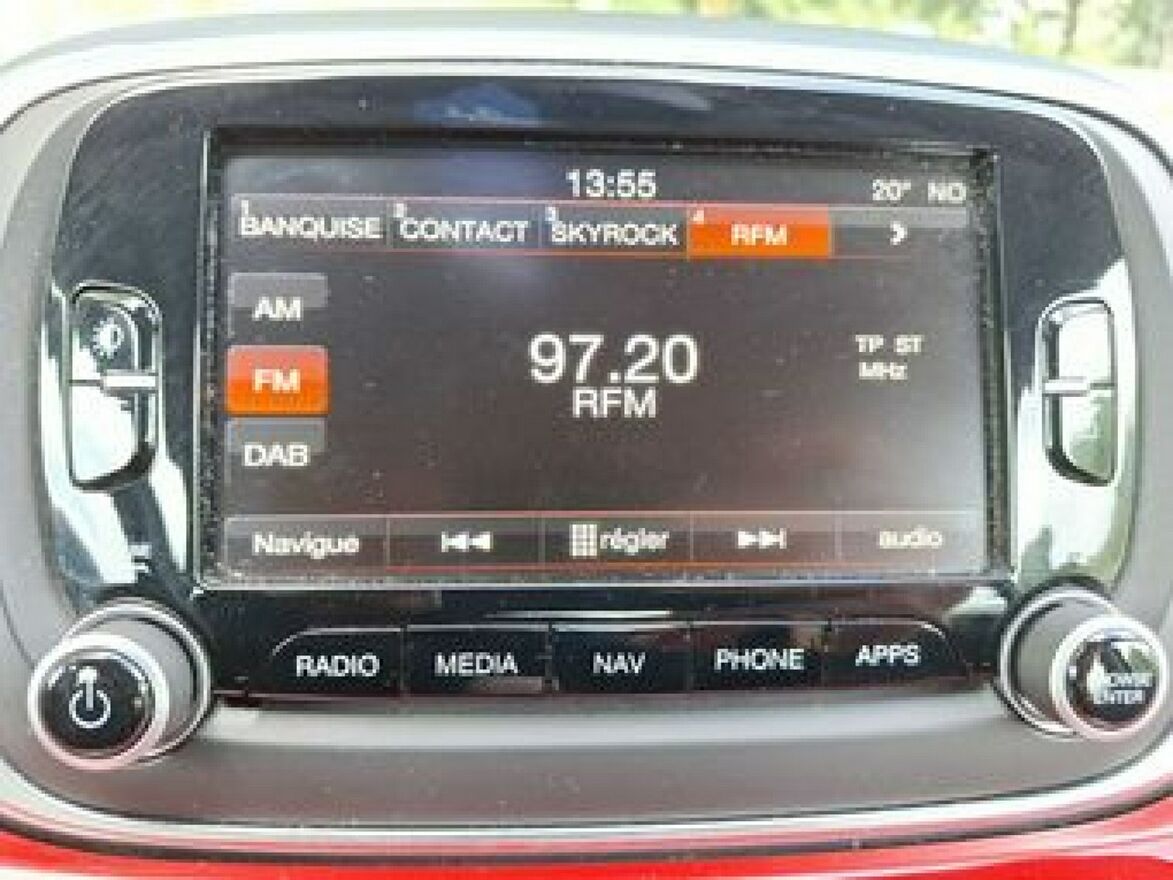 13:55
20° NO
1 BANQUISE 2 CONTACT 3 SKYROCK 4 RFM
AM
97.20
TP ST
MHz
FM
RFM
DAB
Navigue régler audio
RADIO MEDIA NAV PHONE APPS
ENTER